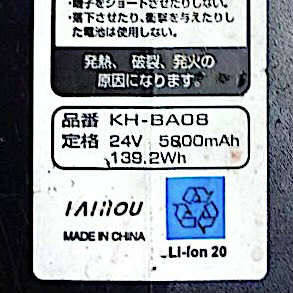 ・端子をショートさせたりしない。
・落下させたり、衝撃を与えたりし
た電池は使用しない。
発熱、破裂、発火の
原因になります。
品番 KH-BA08
定格 24V 5800mAh
139.2Wh
MADE IN CHINA
Li-ion 20